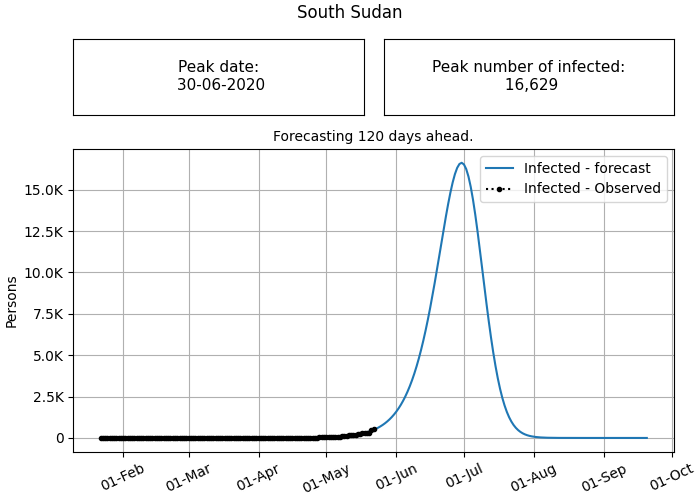 South Sudan
Peak date:
30-06-2020
Peak number of infected:
16,629
Forecasting 120 days ahead.
Infected - forecast
Infected - Observed
Persons
15.0K
12.5K
10.0K
7.5K
5.0K
2.5K
0
01-Feb
01-Mar
01-Apr
01-May
01-Jun
01-Jul
01-Aug
01-Sep
01-Oct